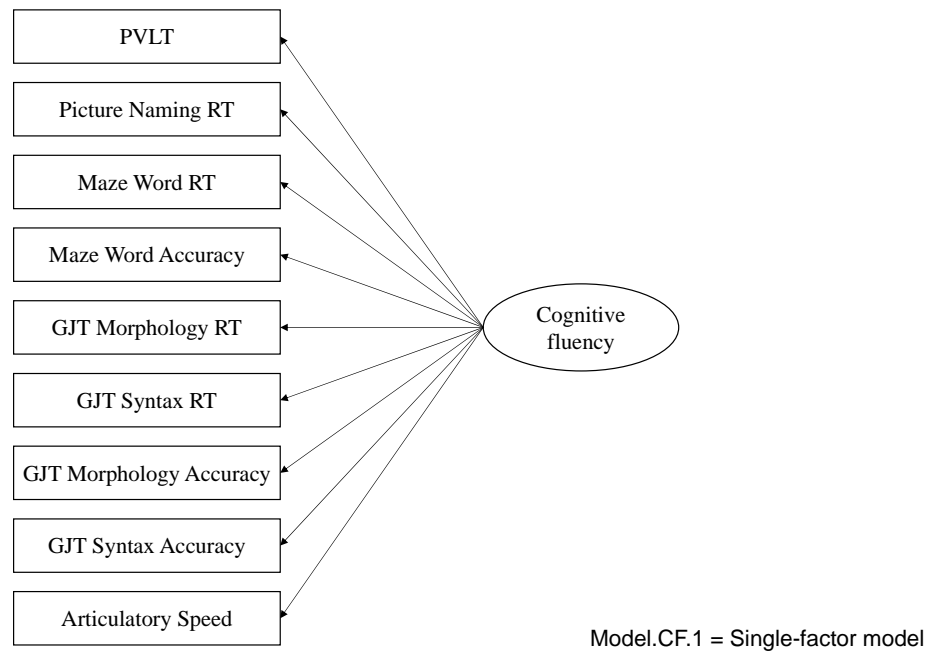 PVLT
Picture Naming RT
Maze Word RT
Maze Word Accuracy
GJT Morphology RT
GJT Syntax RT
GJT Morphology Accuracy
GJT Syntax Accuracy
Articulatory Speed
Cognitive
fluency
Model.CF.1 = Single-factor model